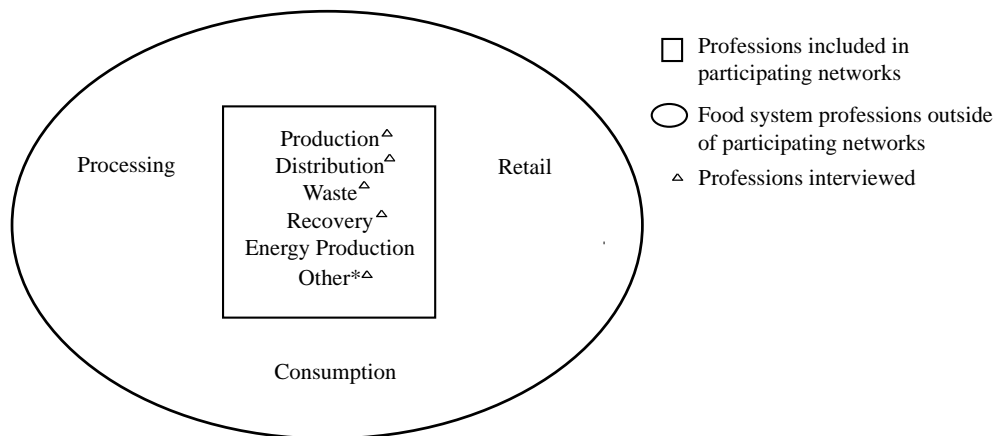 Professions included in
participating networks
Food system professions outside
of participating networks
△ Professions interviewed
Production△
Distribution△
Waste△
Recovery△
Energy Production
Other*△
Processing
Retail
Consumption